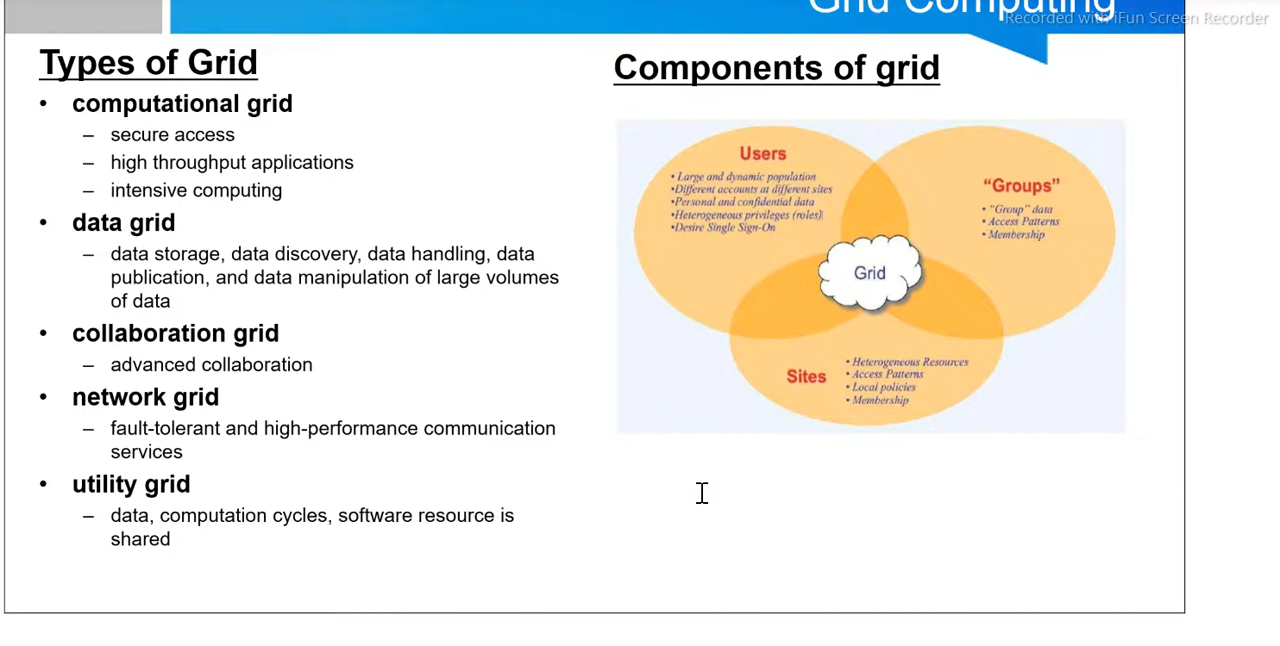 Grid Computing
Recorded with iFun Screen Recorder
Types of Grid
• computational grid
– secure access
– high throughput applications
– intensive computing
• data grid
– data storage, data discovery, data handling, data
publication, and data manipulation of large volumes
of data
• collaboration grid
– advanced collaboration
• network grid
– fault-tolerant and high-performance communication
services
• utility grid
– data, computation cycles, software resource is
shared
Components of grid
Users
• Large and dynamic population
•Different accounts at different sites
•Personal and confidential data
•Heterogeneous privileges (roles)
•Desire Single Sign-On
“Groups”
• “Group” data
• Access Patterns
• Membership
Grid
Sites
• Heterogeneous Resources
• Access Patterns
• Local policies
• Membership